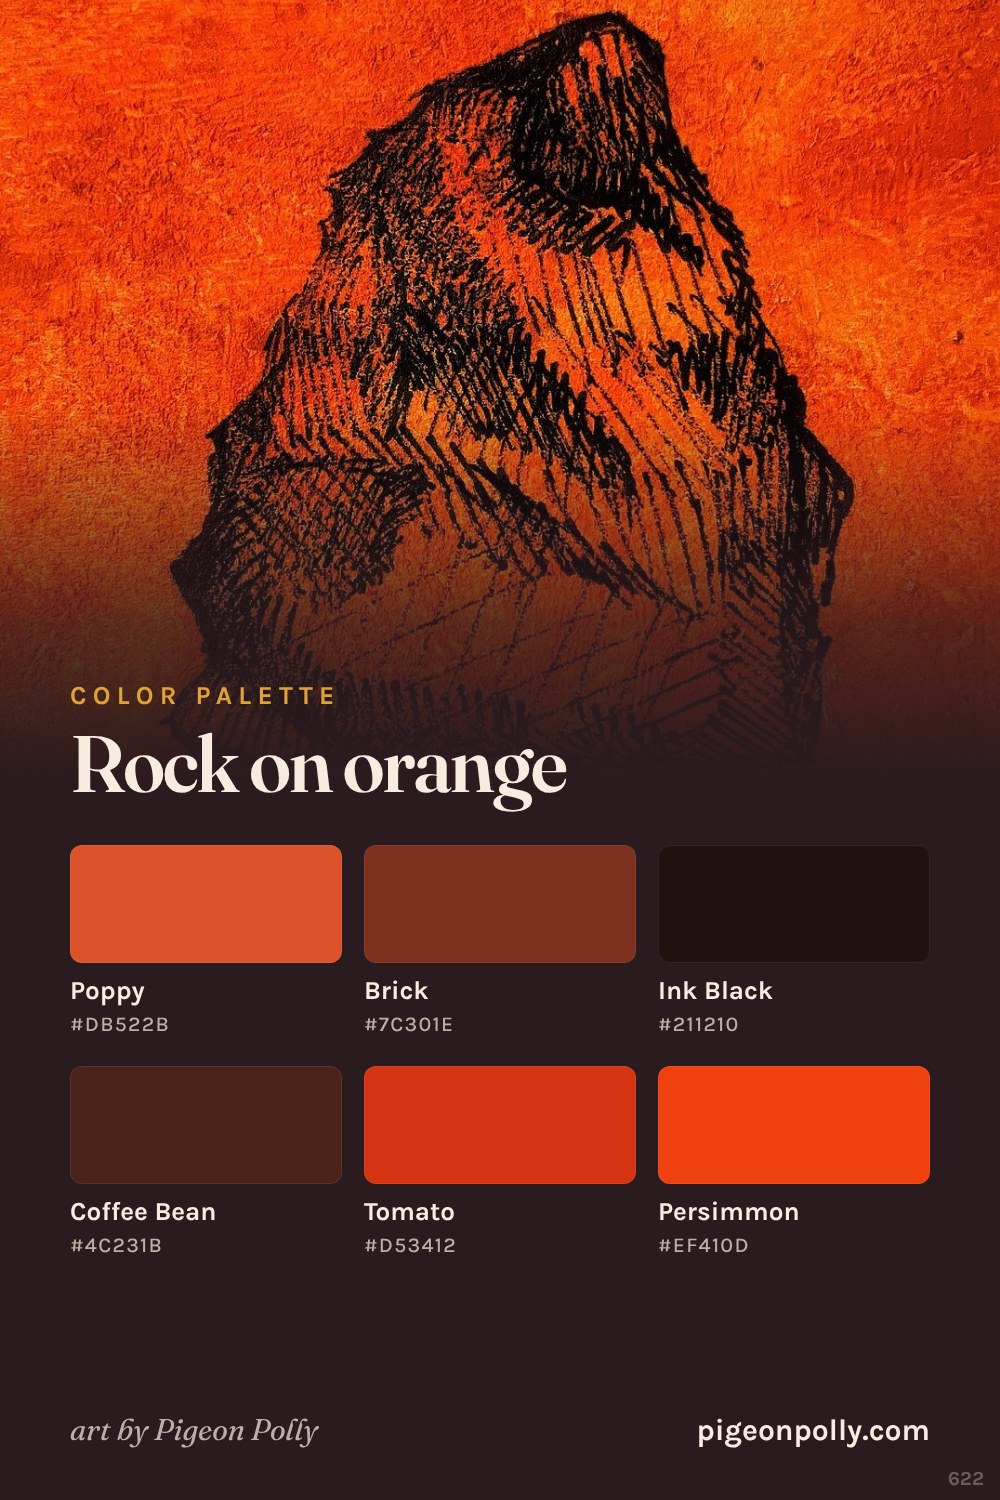 COLOR PALETTE
Rock on orange
Poppy
#DB522B
Brick
#7C301E
Ink Black
#211210
Coffee Bean
#4C231B
Tomato
#D53412
Persimmon
#EF410D
art by Pigeon Polly
pigeonpolly.com
622